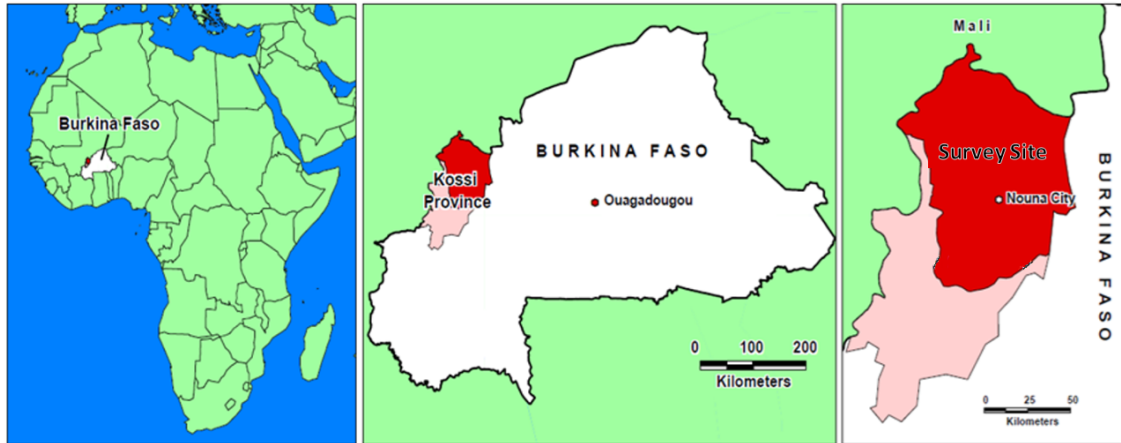 Burkina Faso
BURKINA FASO
Kossi
Province
Ouagadougou
0 100 200
Kilometers
Mali
Survey Site
Nouna City
BURKINA FASO
0 25 50
Kilometers